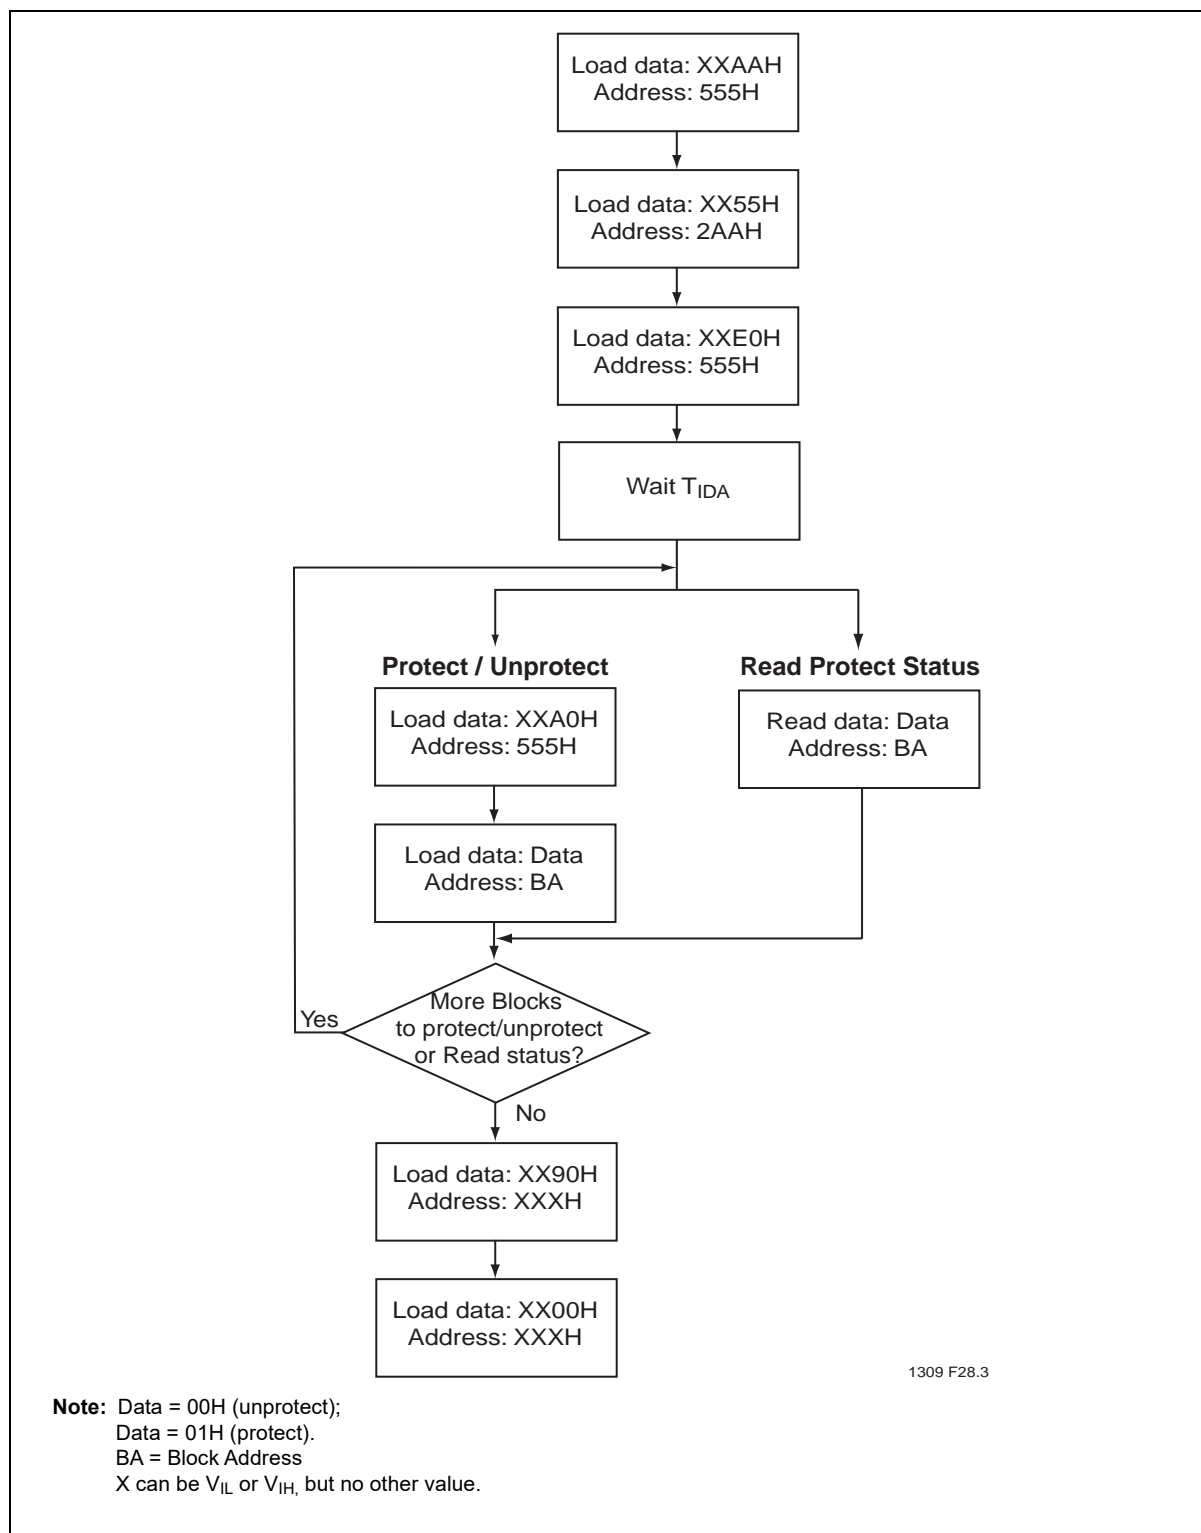 Load data: XXAAH
Address: 555H
Load data: XX55H
Address: 2AAH
Load data: XXE0H
Address: 555H
Wait TIDA
Protect / Unprotect
Read Protect Status
Load data: XXA0H
Address: 555H
Read data: Data
Address: BA
Load data: Data
Address: BA
More Blocks
to protect/unprotect
or Read status?
Yes
No
Load data: XX90H
Address: XXXH
Load data: XX00H
Address: XXXH
1309 F28.3
Note: Data = 00H (unprotect);
Data = 01H (protect).
BA = Block Address
X can be VIL or VIH, but no other value.